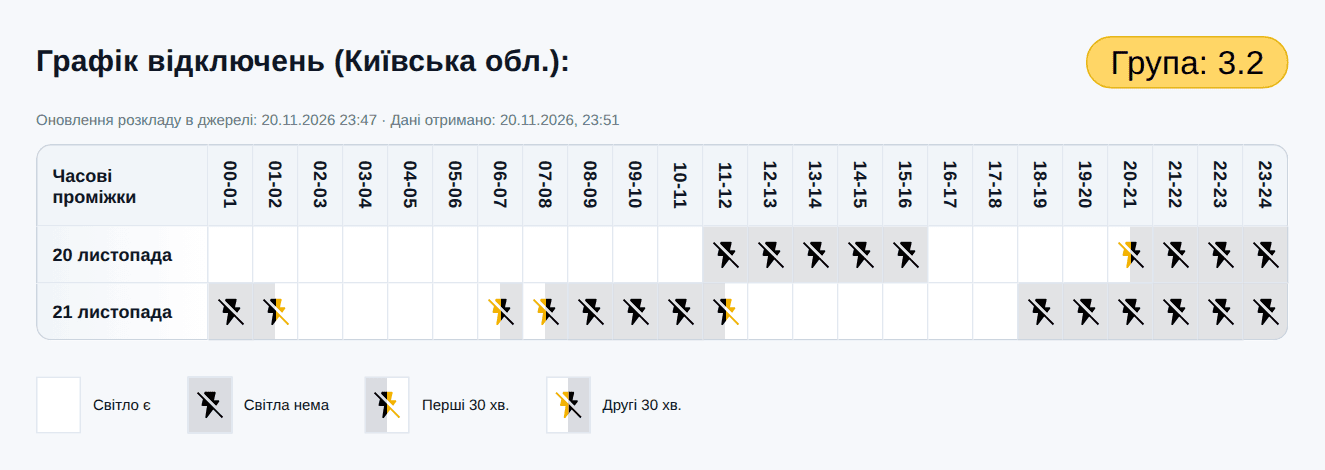 Графік відключень (Київська обл.):
Група: 3.2
Оновлення розкладу в джерелі: 20.11.2026 23:47 · Дані отримано: 20.11.2026, 23:51
Часові
проміжки
00-01 01-02 02-03 03-04 04-05 05-06 06-07 07-08 08-09 09-10 10-11 11-12 12-13 13-14 14-15 15-16 16-17 17-18 18-19 19-20 20-21 21-22 22-23 23-24
20 листопада
21 листопада
Світло є
Світла нема
Перші 30 хв.
Другі 30 хв.